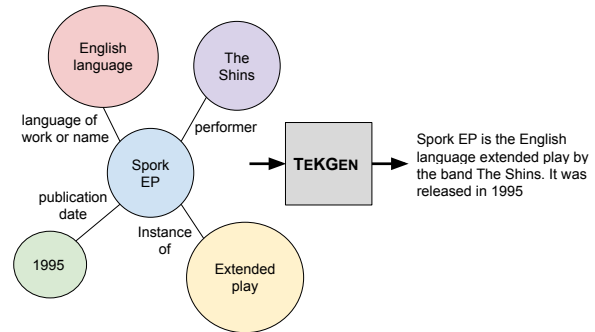 English
language
The
Shins
language of
work or name
performer
Spork
EP
TEKGEN
Spork EP is the English
language extended play by
the band The Shins. It was
released in 1995
publication
date
Instance
of
1995
Extended
play